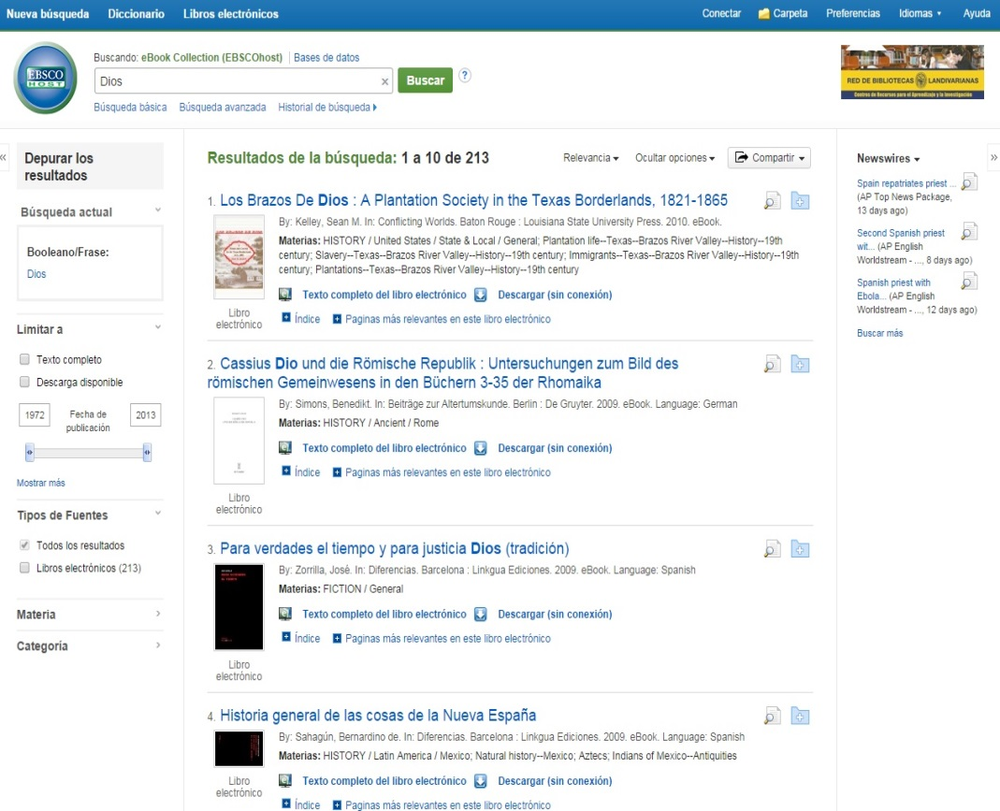 Nueva búsqueda Diccionario Libros electrónicos Conectar Carpeta Preferencias Idiomas Ayuda
EBSCO
HOST
Buscando: eBook Collection (EBSCOhost) Bases de datos
Dios × Buscar ?
Búsqueda básica Búsqueda avanzada Historial de búsqueda
RED DE BIBLIOTECAS LANDIVARIANAS
Centros de Recursos para el Aprendizaje y la Investigación
«
Depurar los
resultados
Búsqueda actual
Booleano/Frase:
Dios
Limitar a
Texto completo
Descarga disponible
1972 Fecha de publicación 2013
Mostrar más
Tipos de Fuentes
Todos los resultados
Libros electrónicos (213)
Materia
Categoría
Resultados de la búsqueda: 1 a 10 de 213 Relevancia Ocultar opciones Compartir
1. Los Brazos De Dios : A Plantation Society in the Texas Borderlands, 1821-1865
By: Kelley, Sean M. In: Conflicting Worlds. Baton Rouge : Louisiana State University Press. 2010. eBook.
Materias: HISTORY / United States / State & Local / General; Plantation life--Texas--Brazos River Valley--History--19th
century; Slavery--Texas--Brazos River Valley--History--19th century; Immigrants--Texas--Brazos River Valley--History--19th
century; Plantations--Texas--Brazos River Valley--History--19th century
Texto completo del libro electrónico Descargar (sin conexión)
Libro
electrónico
Índice Paginas más relevantes en este libro electrónico
2. Cassius Dio und die Römische Republik : Untersuchungen zum Bild des
römischen Gemeinwesens in den Büchern 3-35 der Rhomaika
By: Simons, Benedikt. In: Beiträge zur Altertumskunde. Berlin : De Gruyter. 2009. eBook. Language: German
Materias: HISTORY / Ancient / Rome
Texto completo del libro electrónico Descargar (sin conexión)
Índice Paginas más relevantes en este libro electrónico
Libro
electrónico
3. Para verdades el tiempo y para justicia Dios (tradición)
By: Zorrilla, José. In: Diferencias. Barcelona : Linkgua Ediciones. 2009. eBook. Language: Spanish
Materias: FICTION / General
Texto completo del libro electrónico Descargar (sin conexión)
Índice Paginas más relevantes en este libro electrónico
Libro
electrónico
4. Historia general de las cosas de la Nueva España
By: Sahagún, Bernardino de. In: Diferencias. Barcelona : Linkgua Ediciones. 2009. eBook. Language: Spanish
Materias: HISTORY / Latin America / Mexico; Natural history--Mexico; Aztecs; Indians of Mexico--Antiquities
Texto completo del libro electrónico Descargar (sin conexión)
Libro
electrónico
Índice Paginas más relevantes en este libro electrónico
»
Newswires
Spain repatriates priest ...
(AP Top News Package,
13 days ago)
Second Spanish priest
wit... (AP English
Worldstream - ..., 8 days ago)
Spanish priest with
Ebola... (AP English
Worldstream - ..., 12 days ago)
Buscar más